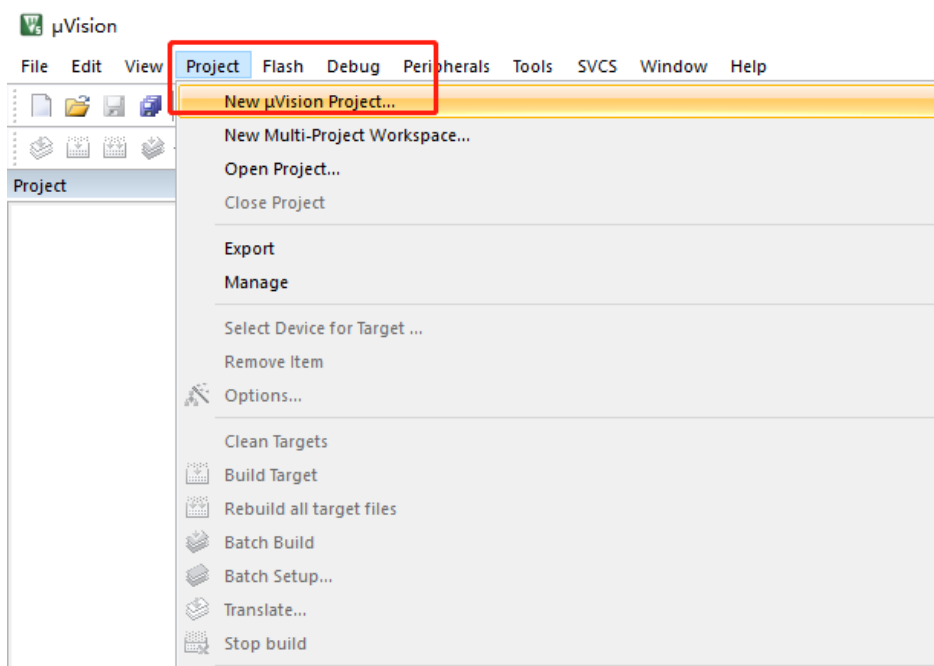 µVision
File Edit View Project Flash Debug Peripherals Tools SVCS Window Help
New µVision Project...
New Multi-Project Workspace...
Project
Open Project...
Close Project
Export
Manage
Select Device for Target ...
Remove Item
Options...
Clean Targets
Build Target
Rebuild all target files
Batch Build
Batch Setup...
Translate...
Stop build